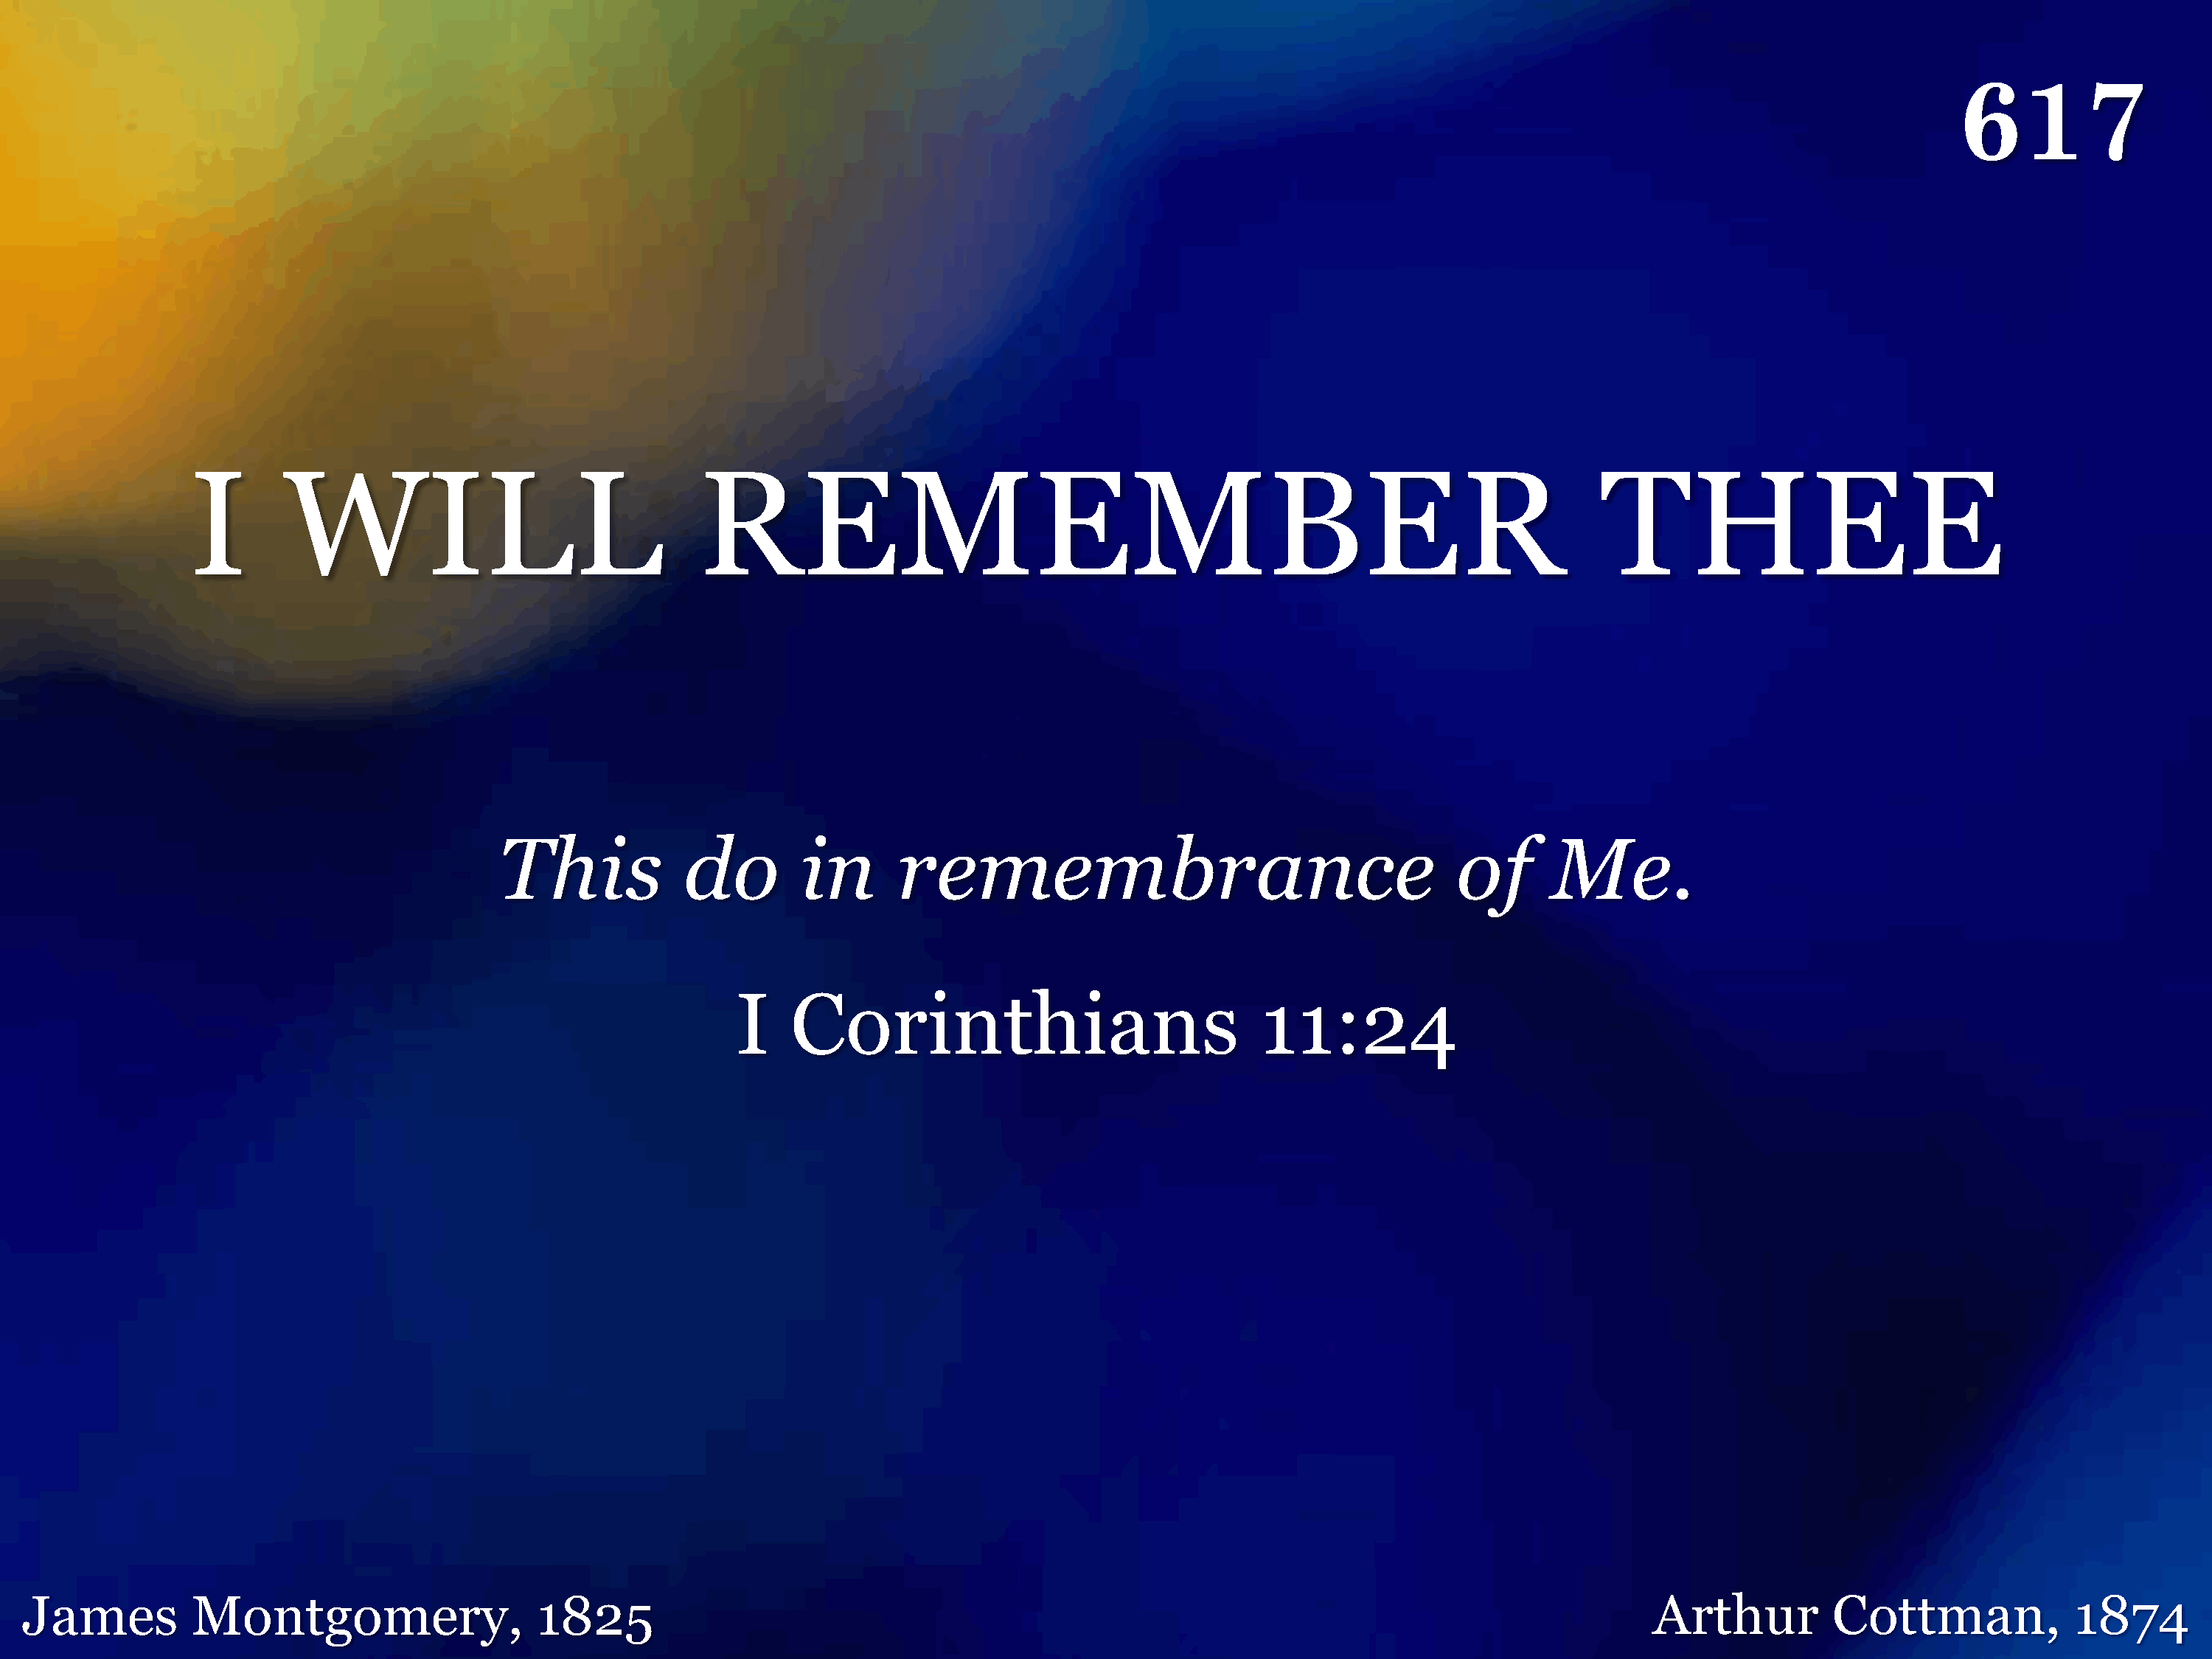 617
I WILL REMEMBER THEE
This do in remembrance of Me.
I Corinthians 11:24
James Montgomery, 1825
Arthur Cottman, 1874